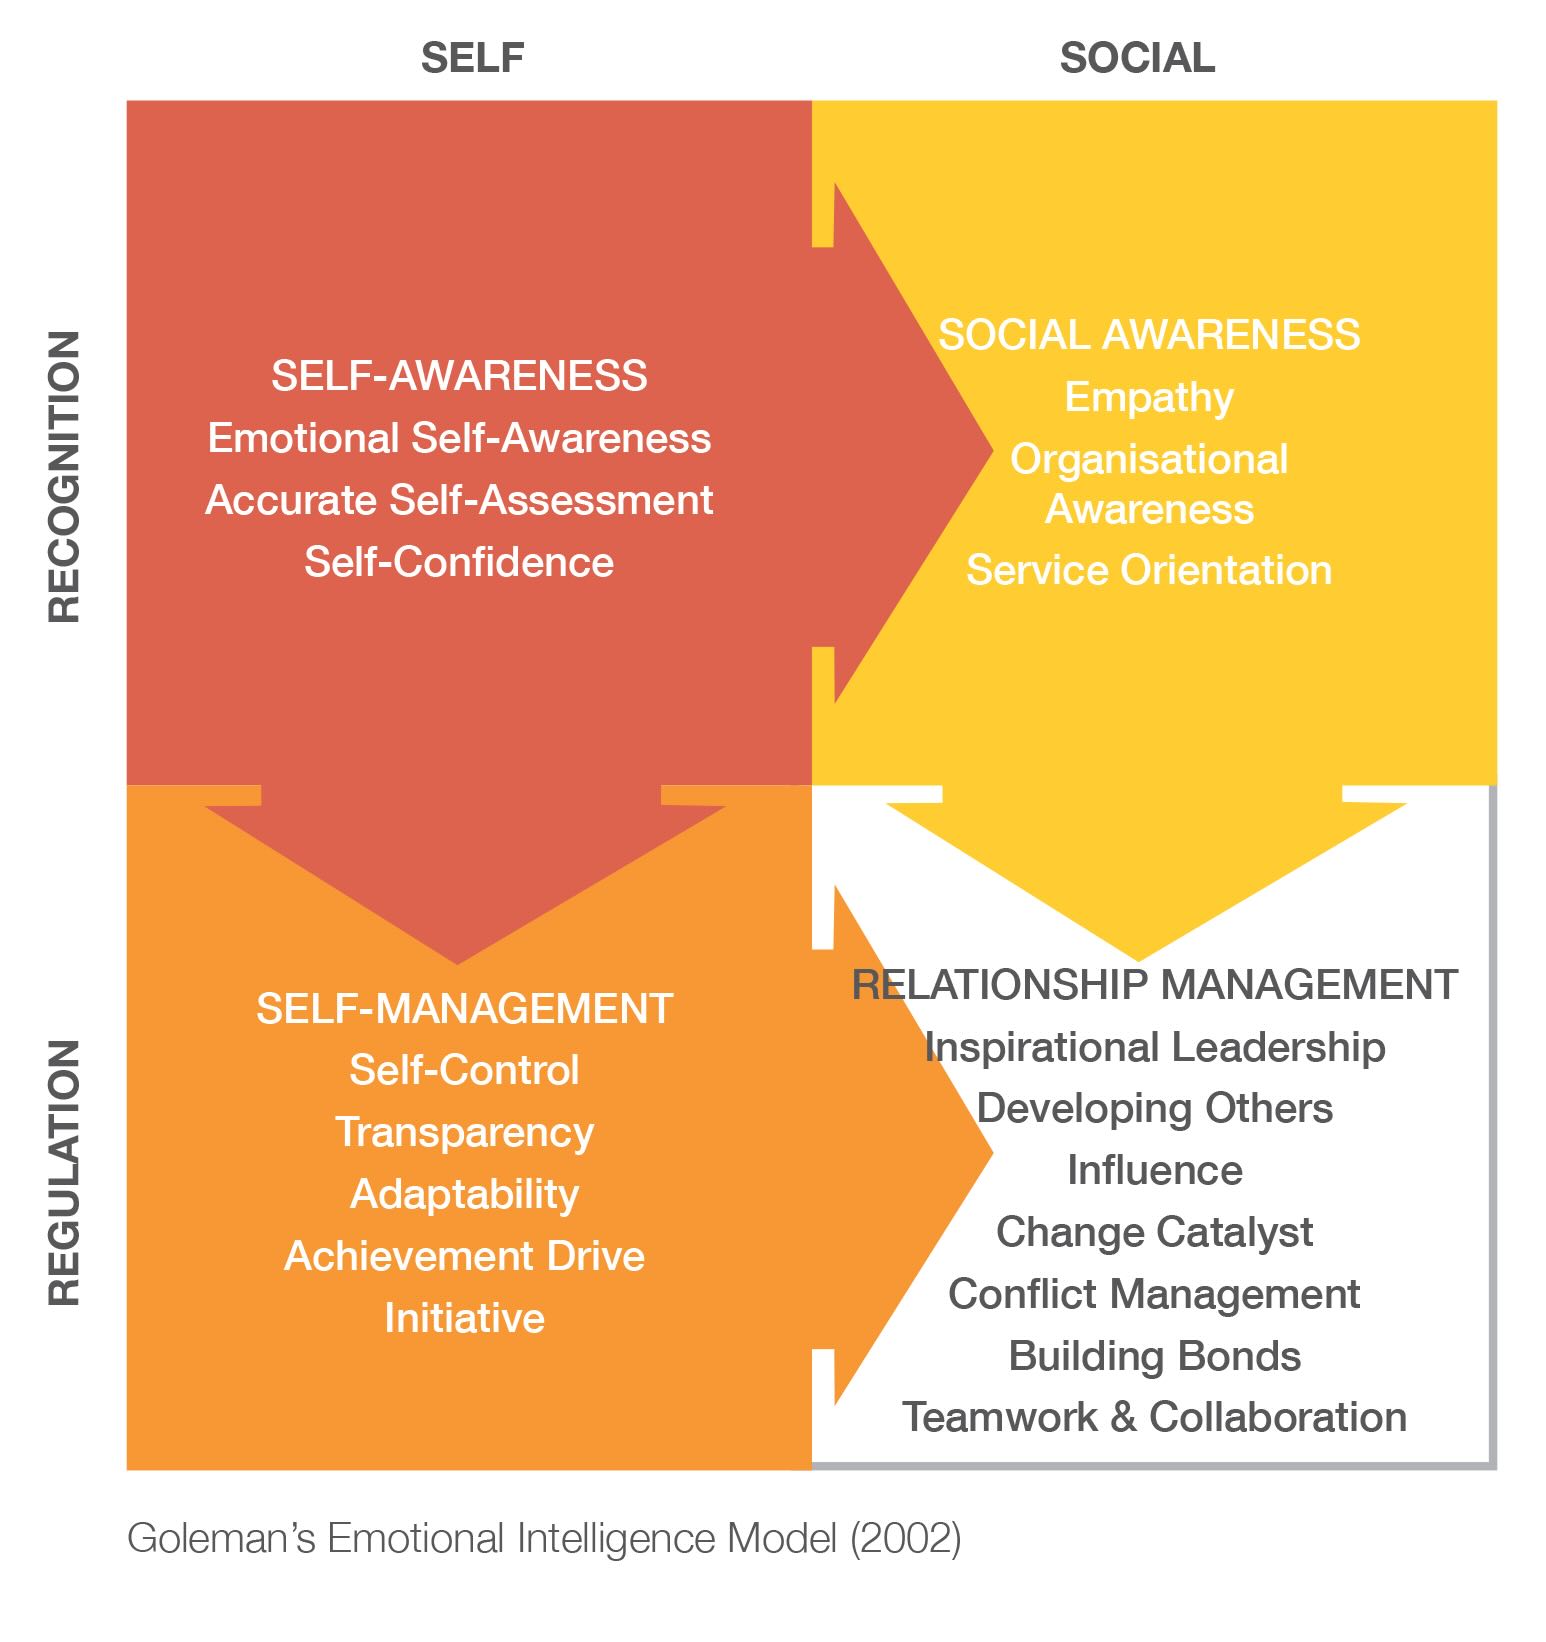 SELF
SOCIAL
RECOGNITION
SELF-AWARENESS
Emotional Self-Awareness
Accurate Self-Assessment
Self-Confidence
SOCIAL AWARENESS
Empathy
Organisational
Awareness
Service Orientation
REGULATION
SELF-MANAGEMENT
Self-Control
Transparency
Adaptability
Achievement Drive
Initiative
RELATIONSHIP MANAGEMENT
Inspirational Leadership
Developing Others
Influence
Change Catalyst
Conflict Management
Building Bonds
Teamwork & Collaboration
Goleman’s Emotional Intelligence Model (2002)